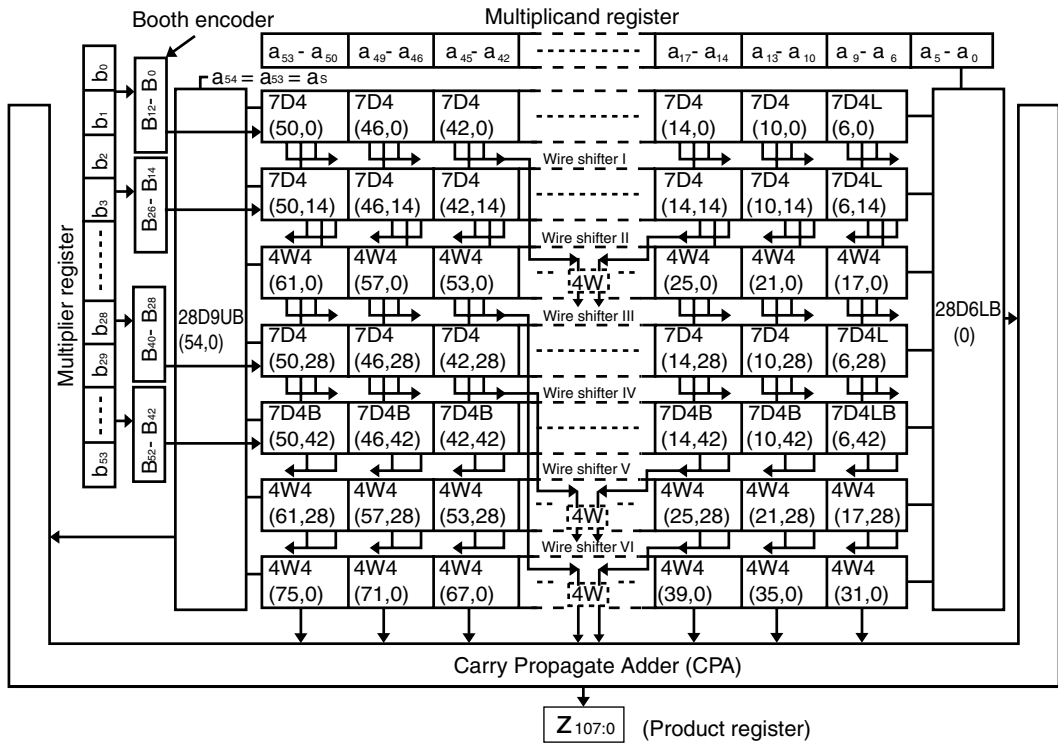 Multiplicand register
Booth encoder
a53 - a50 a49 - a46 a45 - a42 a17 - a14 a13 - a10 a9 - a6 a5 - a0
a54 = a53 = aS
Multiplier register
b0
b1
b2
b3
b28
b29
b53
B12- B0
B26- B14
B40- B28
B52- B42
28D9UB
(54,0)
7D4 7D4 7D4 7D4 7D4 7D4L
(50,0) (46,0) (42,0) (14,0) (10,0) (6,0)
Wire shifter I
7D4 7D4 7D4 7D4 7D4 7D4L
(50,14) (46,14) (42,14) (14,14) (10,14) (6,14)
Wire shifter II
4W4 4W4 4W4 4W 4W4 4W4 4W4
(61,0) (57,0) (53,0) (25,0) (21,0) (17,0)
Wire shifter III
7D4 7D4 7D4 7D4 7D4 7D4L
(50,28) (46,28) (42,28) (14,28) (10,28) (6,28)
Wire shifter IV
7D4B 7D4B 7D4B 7D4B 7D4B 7D4LB
(50,42) (46,42) (42,42) (14,42) (10,42) (6,42)
Wire shifter V
4W4 4W4 4W4 4W 4W4 4W4 4W4
(61,28) (57,28) (53,28) (25,28) (21,28) (17,28)
Wire shifter VI
4W4 4W4 4W4 4W 4W4 4W4 4W4
(75,0) (71,0) (67,0) (39,0) (35,0) (31,0)
28D6LB
(0)
Carry Propagate Adder (CPA)
Z107:0 (Product register)